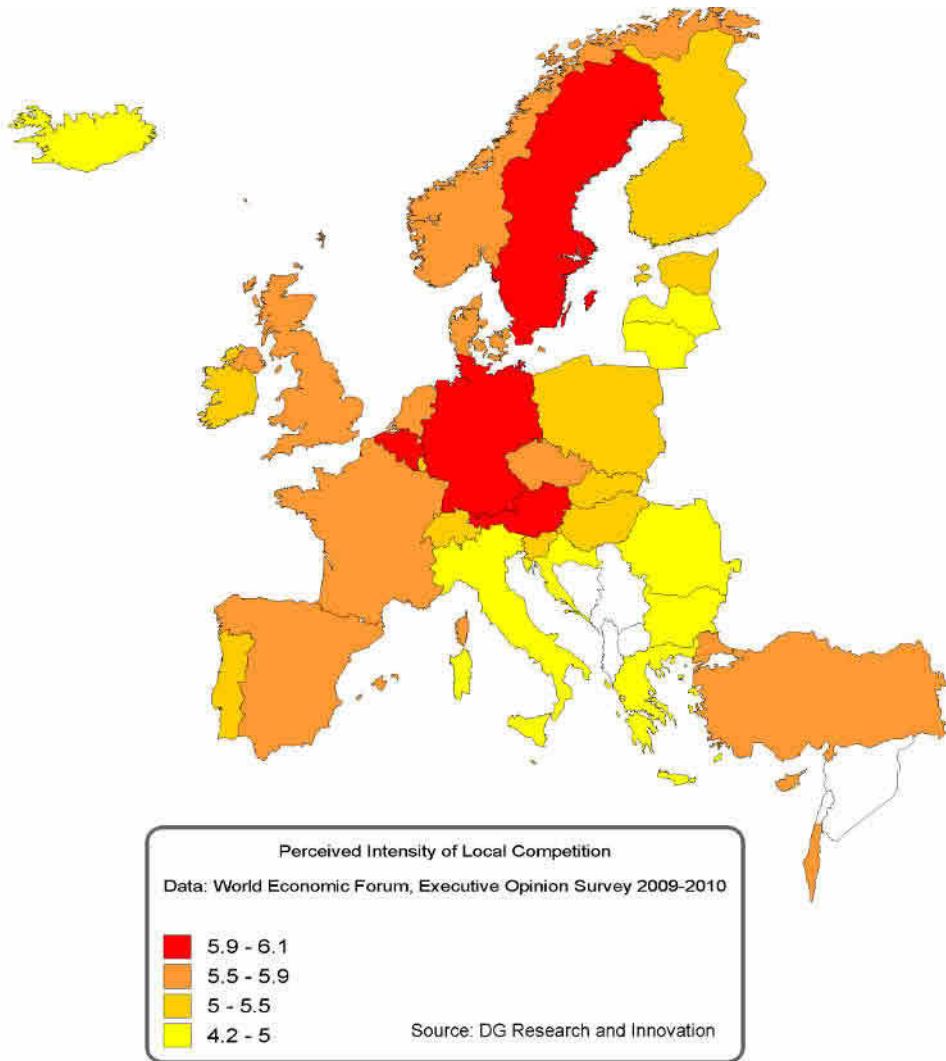 Perceived Intensity of Local Competition
Data: World Economic Forum, Executive Opinion Survey 2009-2010
5.9 - 6.1
5.5 - 5.9
5 - 5.5
4.2 - 5
Source: DG Research and Innovation